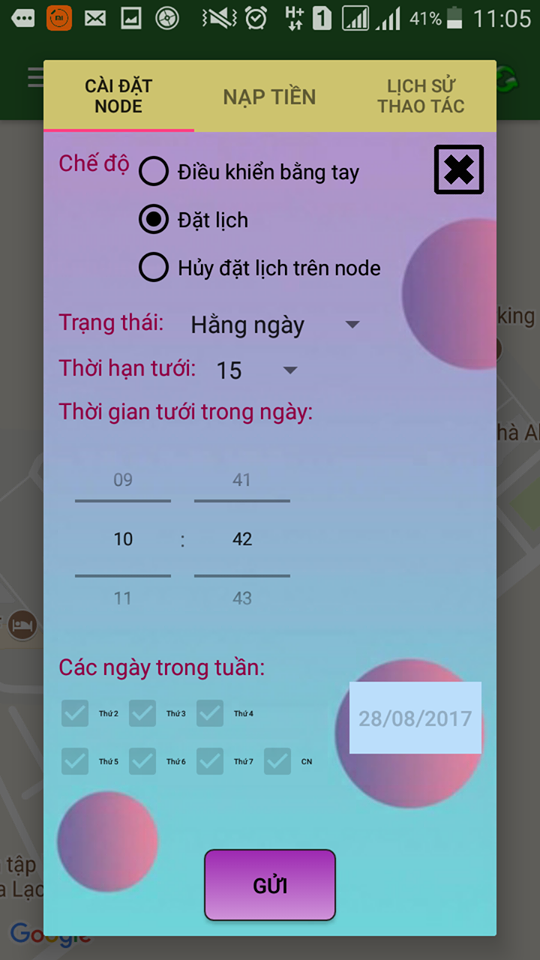 41% 11:05
CÀI ĐẶT
NODE
NẠP TIỀN
LỊCH SỬ
THAO TÁC
Chế độ
Điều khiển bằng tay
Đặt lịch
Hủy đặt lịch trên node
Trạng thái: Hằng ngày
Thời hạn tưới: 15
Thời gian tưới trong ngày:
09 41
10 : 42
11 43
Các ngày trong tuần:
Thứ 2 Thứ 3 Thứ 4
28/08/2017
Thứ 5 Thứ 6 Thứ 7 CN
GỬI
king
hà Al
tập
a Lạc
Google